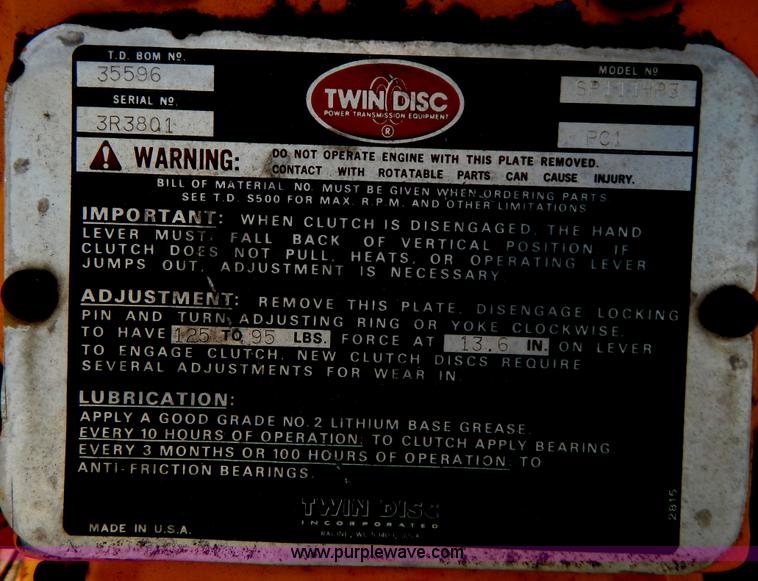 T.D. BOM Nº.
35596
SERIAL Nº.
3R38Q1
TWIN DISC
POWER TRANSMISSION EQUIPMENT
®
MODEL Nº
SP111HP3
PO1
WARNING: DO NOT OPERATE ENGINE WITH THIS PLATE REMOVED.
CONTACT WITH ROTATABLE PARTS CAN CAUSE INJURY.
BILL OF MATERIAL NO. MUST BE GIVEN WHEN ORDERING PARTS
SEE T.D. S500 FOR MAX. R.P.M. AND OTHER LIMITATIONS
IMPORTANT: WHEN CLUTCH IS DISENGAGED, THE HAND
LEVER MUST FALL BACK OF VERTICAL POSITION. IF
CLUTCH DOES NOT PULL, HEATS, OR OPERATING LEVER
JUMPS OUT, ADJUSTMENT IS NECESSARY.
ADJUSTMENT: REMOVE THIS PLATE, DISENGAGE LOCKING
PIN AND TURN ADJUSTING RING OR YOKE CLOCKWISE,
TO HAVE 125 TO 95 LBS. FORCE AT 13.6 IN. ON LEVER
TO ENGAGE CLUTCH. NEW CLUTCH DISCS REQUIRE
SEVERAL ADJUSTMENTS FOR WEAR IN.
LUBRICATION:
APPLY A GOOD GRADE NO. 2 LITHIUM BASE GREASE.
EVERY 10 HOURS OF OPERATION: TO CLUTCH APPLY BEARING.
EVERY 3 MONTHS OR 100 HOURS OF OPERATION: TO
ANTI-FRICTION BEARINGS.
TWIN DISC
INCORPORATED
RACINE, WI. 53403, U.S.A.
MADE IN U.S.A.
2815
www.purplewave.com